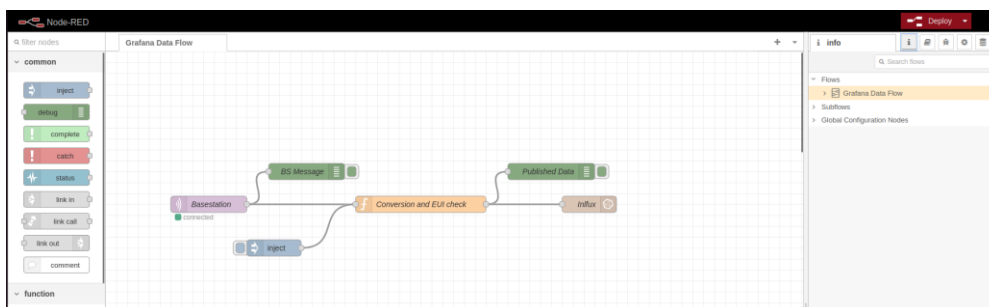 Node-RED
Deploy
filter nodes
Grafana Data Flow
info
Search flows
common
inject
debug
complete
catch
status
link in
link call
link out
comment
function
Flows
Grafana Data Flow
Subflows
Global Configuration Nodes
BS Message
Published Data
Basestation
Conversion and EUI check
Influx
connected
inject